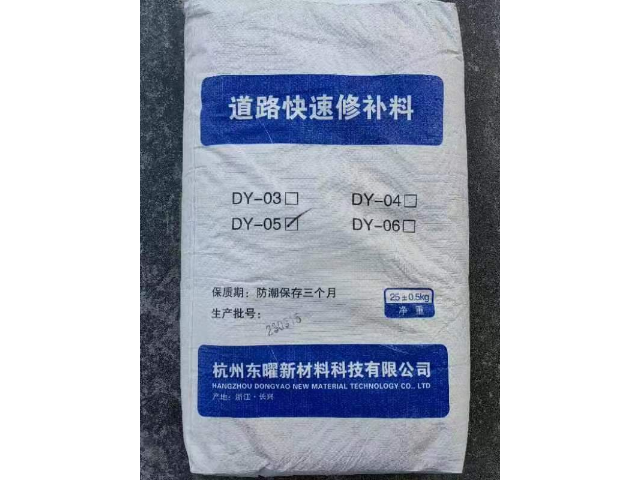 道路快速修补料
DY-03□ DY-04□
DY-05☑ DY-06□
保质期：防潮保存三个月
25±0.5kg
净 重
生产批号：
230515
杭州东曜新材料科技有限公司
HANGZHOU DONGYAO NEW MATERIAL TECHNOLOGY CO., LTD
产地：浙江·长兴